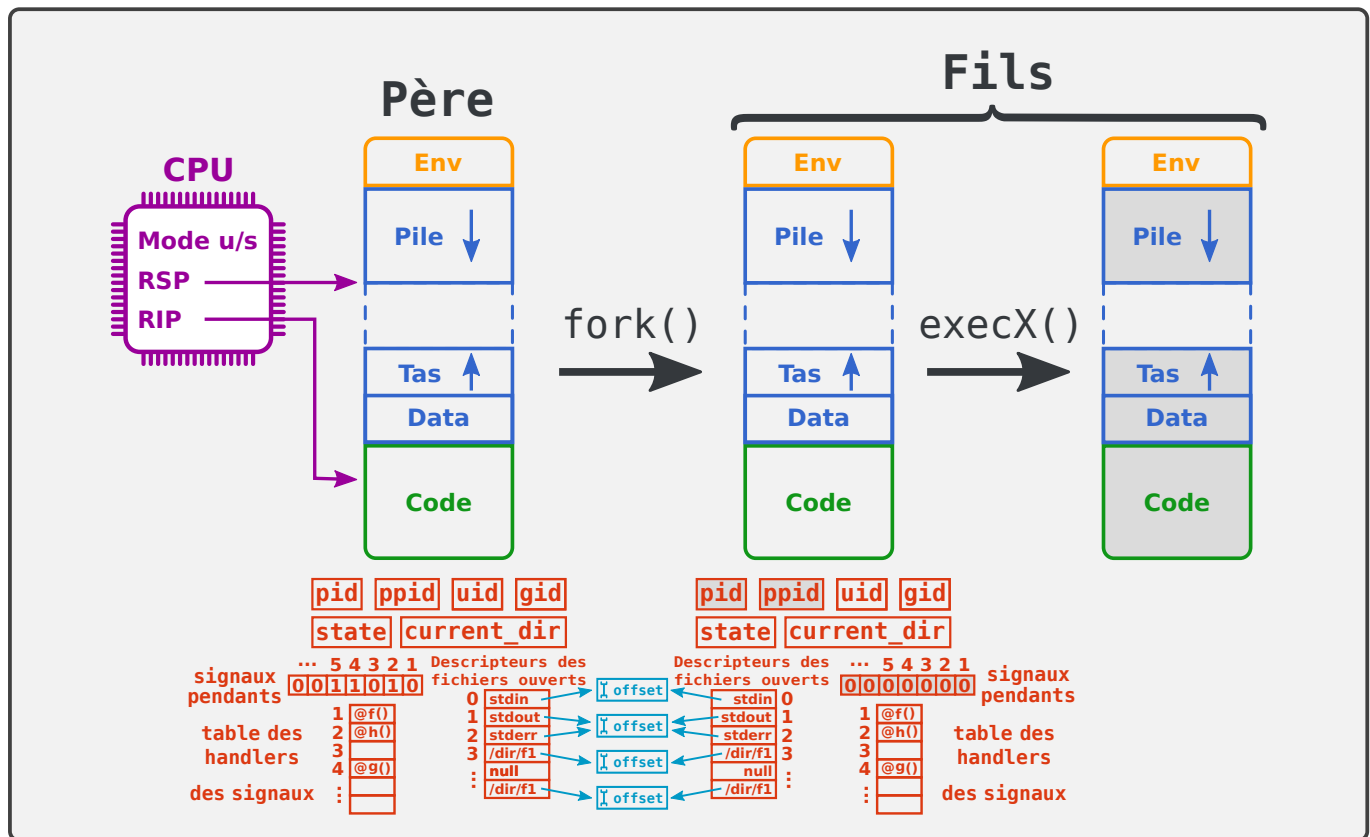 Père
Fils
CPU
Mode u/s
RSP
RIP
Env
Pile
Tas
Data
Code
fork()
Env
Pile
Tas
Data
Code
execX()
Env
Pile
Tas
Data
Code
pid ppid uid gid
state current_dir
signaux
pendants
... 5 4 3 2 1
0 0 1 1 0 1 0
table des
handlers
des signaux
1 @f()
2 @h()
3
4 @g()
⋮
Descripteurs des
fichiers ouverts
0 stdin
1 stdout
2 stderr
3 /dir/f1
⋮ null
/dir/f1
offset
offset
offset
offset
pid ppid uid gid
state current_dir
Descripteurs des
fichiers ouverts
stdin 0
stdout 1
stderr 2
/dir/f1 3
null ⋮
/dir/f1
... 5 4 3 2 1
0 0 0 0 0 0 0
signaux
pendants
1 @f()
2 @h()
3
4 @g()
⋮
table des
handlers
des signaux